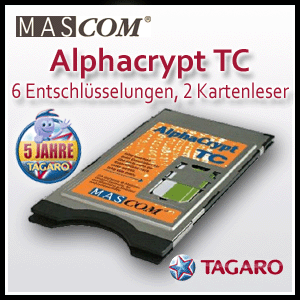 MASCOM®
Alphacrypt TC
6 Entschlüsselungen, 2 Kartenleser
5 JAHRE
TAGARO
AlphaCrypt
TC
MASCOM
TAGARO